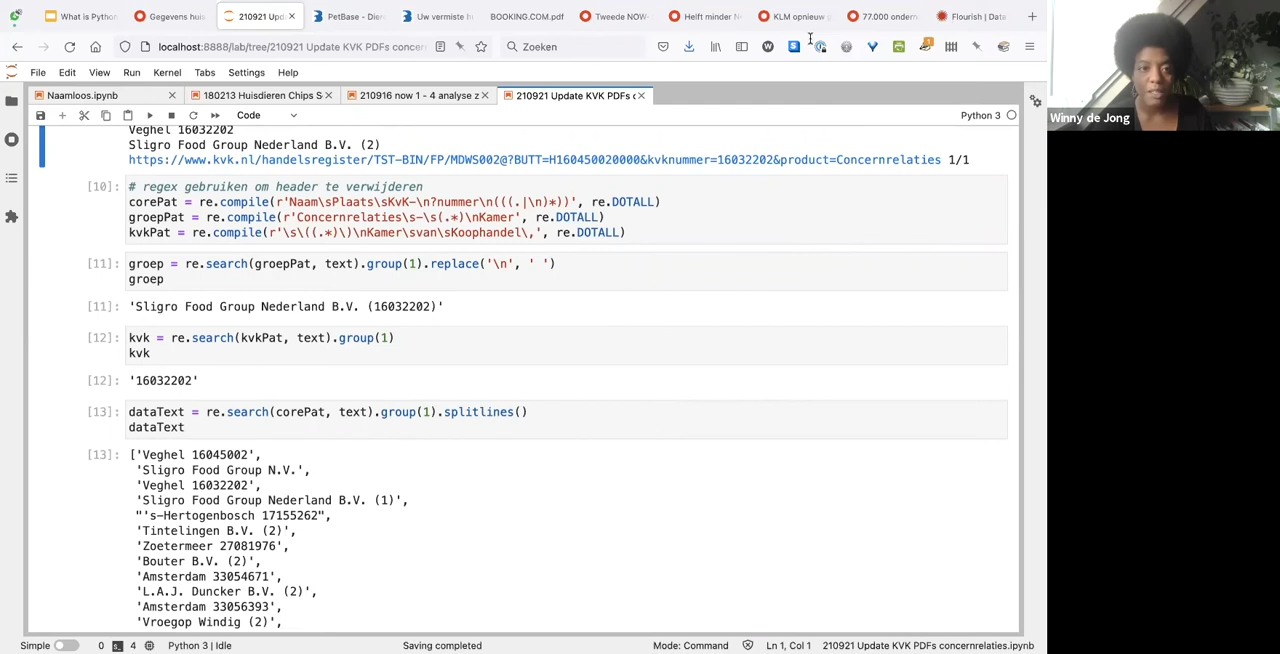 What is Python
Gegevens huis
210921 Upd
PetBase - Dier
Uw vermiste h
BOOKING.COM.pdf
Tweede NOW-
Helft minder N
KLM opnieuw g
77.000 ondern
Flourish | Data
localhost:8888/lab/tree/210921 Update KVK PDFs concern
Zoeken
File Edit View Run Kernel Tabs Settings Help
Naamloos.ipynb
180213 Huisdieren Chips S
210916 now 1 - 4 analyse z
210921 Update KVK PDFs c
Code
Python 3
Winny de Jong
Veghel 16032202
Sligro Food Group Nederland B.V. (2)
https://www.kvk.nl/handelsregister/TST-BIN/FP/MDWS002@?BUTT=H160450020000&kvknummer=16032202&product=Concernrelaties 1/1
[10]: # regex gebruiken om header te verwijderen
corePat = re.compile(r'Naam\sPlaats\sKvK-\n?nummer\n(((.|\n)*))', re.DOTALL)
groepPat = re.compile(r'Concernrelaties\s-\s(.*)\nKamer', re.DOTALL)
kvkPat = re.compile(r'\s\((.*)\)\nKamer\svan\sKoophandel\,', re.DOTALL)
[11]: groep = re.search(groepPat, text).group(1).replace('\n', ' ')
groep
[11]: 'Sligro Food Group Nederland B.V. (16032202)'
[12]: kvk = re.search(kvkPat, text).group(1)
kvk
[12]: '16032202'
[13]: dataText = re.search(corePat, text).group(1).splitlines()
dataText
[13]: ['Veghel 16045002',
'Sligro Food Group N.V.',
'Veghel 16032202',
'Sligro Food Group Nederland B.V. (1)',
"'s-Hertogenbosch 17155262",
'Tintelingen B.V. (2)',
'Zoetermeer 27081976',
'Bouter B.V. (2)',
'Amsterdam 33054671',
'L.A.J. Duncker B.V. (2)',
'Amsterdam 33056393',
'Vroegop Windig (2)',
Simple 0 4 Python 3 | Idle Saving completed Mode: Command Ln 1, Col 1 210921 Update KVK PDFs concernrelaties.ipynb